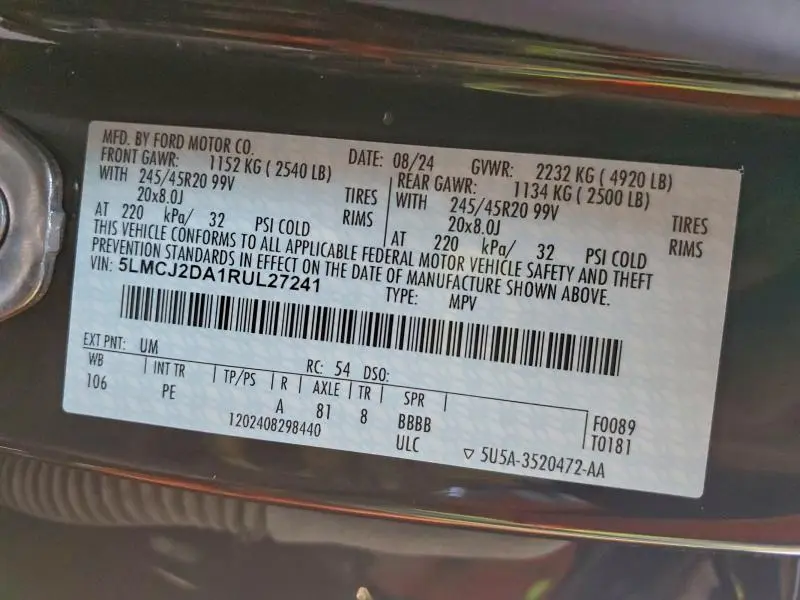 MFD. BY FORD MOTOR CO. DATE: 08/24 GVWR: 2232 KG ( 4920 LB)
FRONT GAWR: 1152 KG ( 2540 LB) REAR GAWR: 1134 KG ( 2500 LB)
WITH 245/45R20 99V TIRES WITH 245/45R20 99V TIRES
20x8.0J RIMS 20x8.0J RIMS
AT 220 kPa/ 32 PSI COLD AT 220 kPa/ 32 PSI COLD
THIS VEHICLE CONFORMS TO ALL APPLICABLE FEDERAL MOTOR VEHICLE SAFETY AND THEFT
PREVENTION STANDARDS IN EFFECT ON THE DATE OF MANUFACTURE SHOWN ABOVE.
VIN: 5LMCJ2DA1RUL27241 TYPE: MPV
EXT PNT: UM RC: 54 DSO:
WB INT TR TP/PS R AXLE TR SPR
106 PE A 81 8 BBBB F0089
1202408298440 ULC T0181
5U5A-3520472-AA